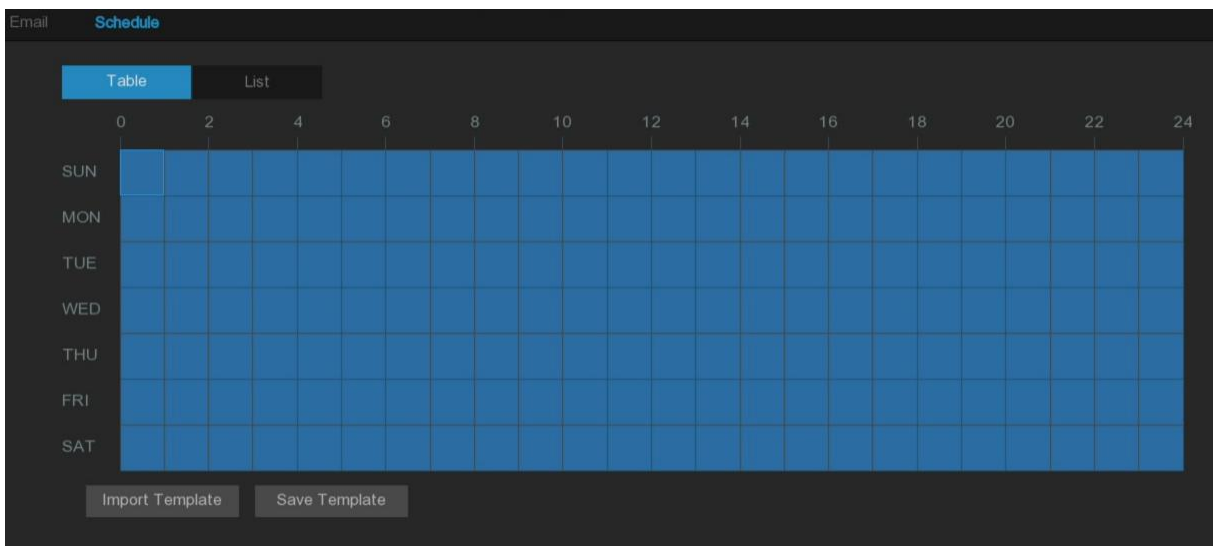 Email Schedule
Table List
0 2 4 6 8 10 12 14 16 18 20 22 24
SUN
MON
TUE
WED
THU
FRI
SAT
Import Template Save Template